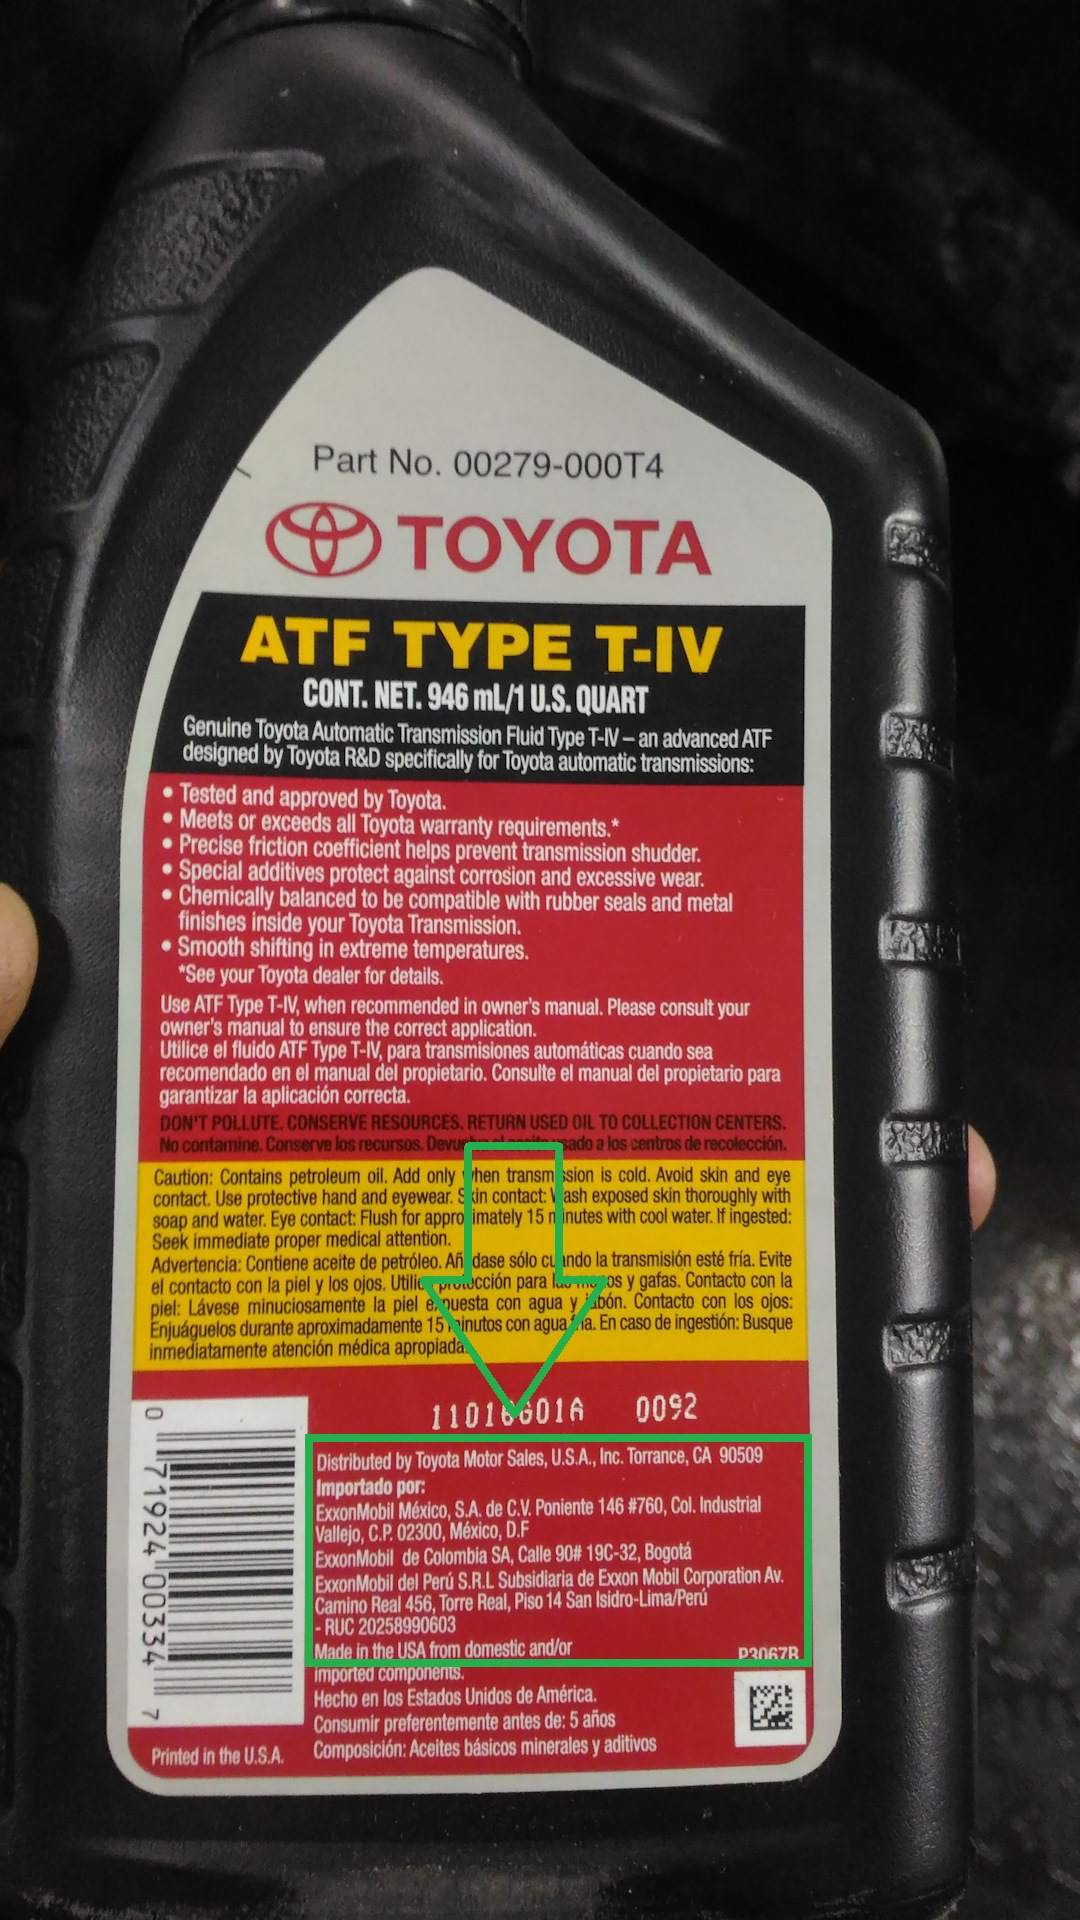 Part No. 00279-000T4
TOYOTA
ATF TYPE T-IV
CONT. NET. 946 mL/1 U.S. QUART
Genuine Toyota Automatic Transmission Fluid Type T-IV – an advanced ATF
designed by Toyota R&D specifically for Toyota automatic transmissions:
• Tested and approved by Toyota.
• Meets or exceeds all Toyota warranty requirements.*
• Precise friction coefficient helps prevent transmission shudder.
• Special additives protect against corrosion and excessive wear.
• Chemically balanced to be compatible with rubber seals and metal
finishes inside your Toyota Transmission.
• Smooth shifting in extreme temperatures.
*See your Toyota dealer for details.
Use ATF Type T-IV, when recommended in owner's manual. Please consult your
owner's manual to ensure the correct application.
Utilice el fluido ATF Type T-IV, para transmisiones automáticas cuando sea
recomendado en el manual del propietario. Consulte el manual del propietario para
garantizar la aplicación correcta.
DON'T POLLUTE. CONSERVE RESOURCES. RETURN USED OIL TO COLLECTION CENTERS.
No contamine. Conserve los recursos. Devuelva el aceite usado a los centros de recolección.
Caution: Contains petroleum oil. Add only when transmission is cold. Avoid skin and eye
contact. Use protective hand and eyewear. Skin contact: Wash exposed skin thoroughly with
soap and water. Eye contact: Flush for approximately 15 minutes with cool water. If ingested:
Seek immediate proper medical attention.
Advertencia: Contiene aceite de petróleo. Añádase sólo cuando la transmisión esté fría. Evite
el contacto con la piel y los ojos. Utilice protección para las manos y gafas. Contacto con la
piel: Lávese minuciosamente la piel expuesta con agua y jabón. Contacto con los ojos:
Enjuáguelos durante aproximadamente 15 minutos con agua fría. En caso de ingestión: Busque
inmediatamente atención médica apropiada.
0092
0 71924 00334 7
Distributed by Toyota Motor Sales, U.S.A., Inc. Torrance, CA 90509
Importado por:
ExxonMobil México, S.A. de C.V. Poniente 146 #760, Col. Industrial
Vallejo, C.P. 02300, México, D.F
ExxonMobil de Colombia SA, Calle 90# 19C-32, Bogotá
ExxonMobil del Perú S.R.L Subsidiaria de Exxon Mobil Corporation Av.
Camino Real 456, Torre Real, Piso 14 San Isidro-Lima/Perú
- RUC 20258990603
Made in the USA from domestic and/or
P3067B
imported components.
Hecho en los Estados Unidos de América.
Consumir preferentemente antes de: 5 años
Composición: Aceites básicos minerales y aditivos
Printed in the U.S.A.